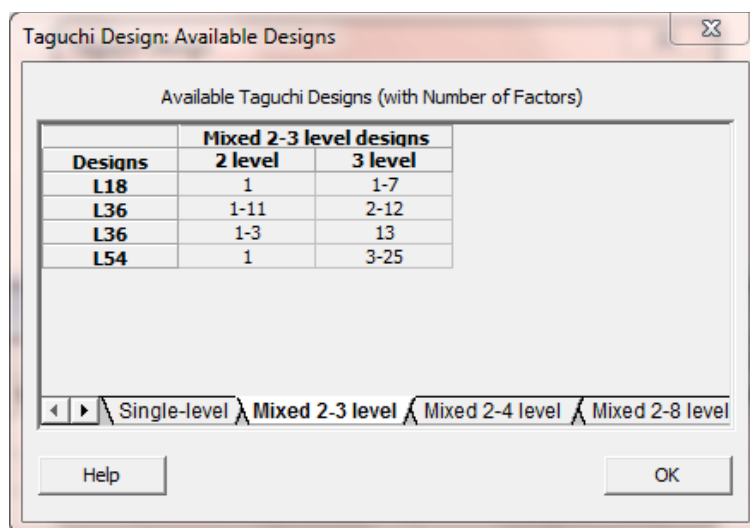 Taguchi Design: Available Designs
Available Taguchi Designs (with Number of Factors)
Mixed 2-3 level designs
Designs 2 level 3 level
L18 1 1-7
L36 1-11 2-12
L36 1-3 13
L54 1 3-25
Single-level Mixed 2-3 level Mixed 2-4 level Mixed 2-8 level
Help OK